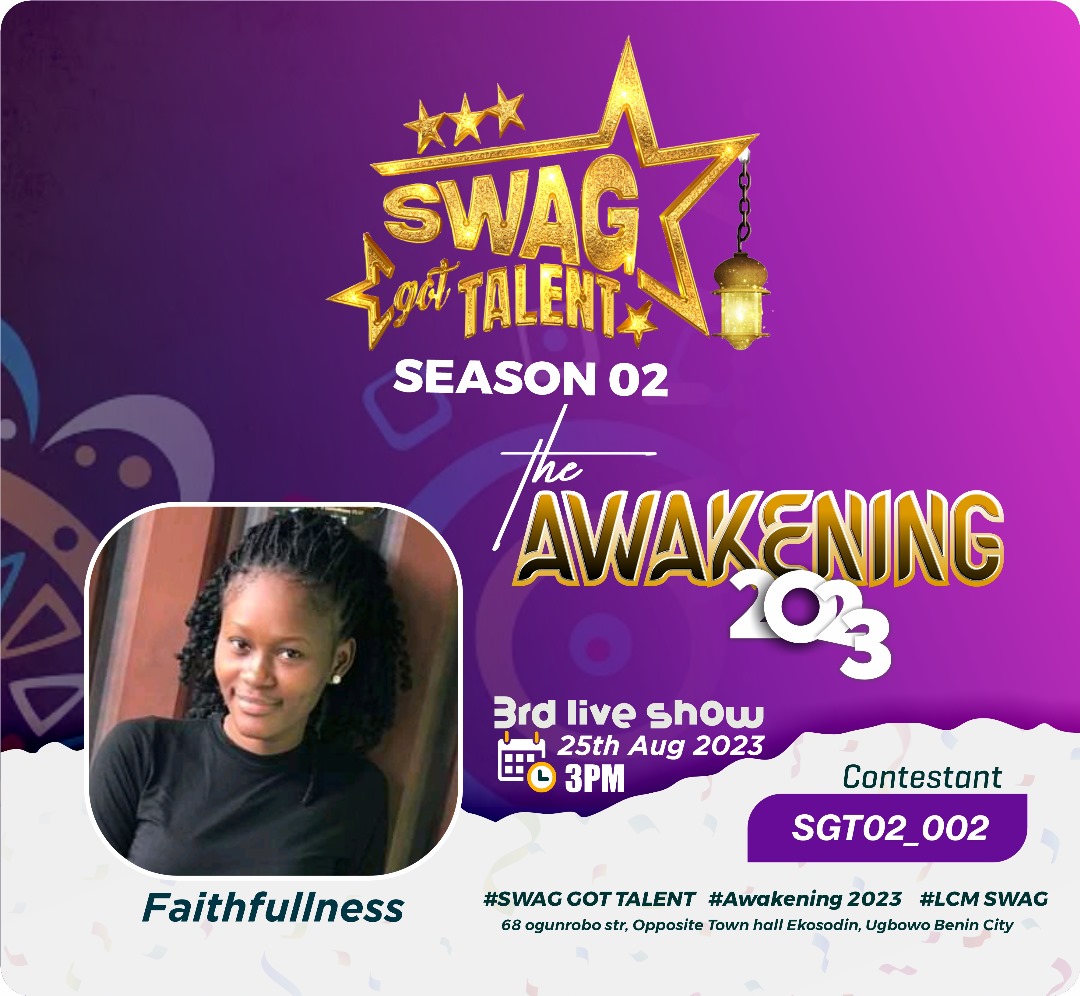 SWAG
got TALENT
SEASON 02
the
AWAKENING
2023
3rd live show
25th Aug 2023
3PM
Contestant
SGT02_002
Faithfullness
#SWAG GOT TALENT #Awakening 2023 #LCM SWAG
68 ogunrobo str, Opposite Town hall Ekosodin, Ugbowo Benin City